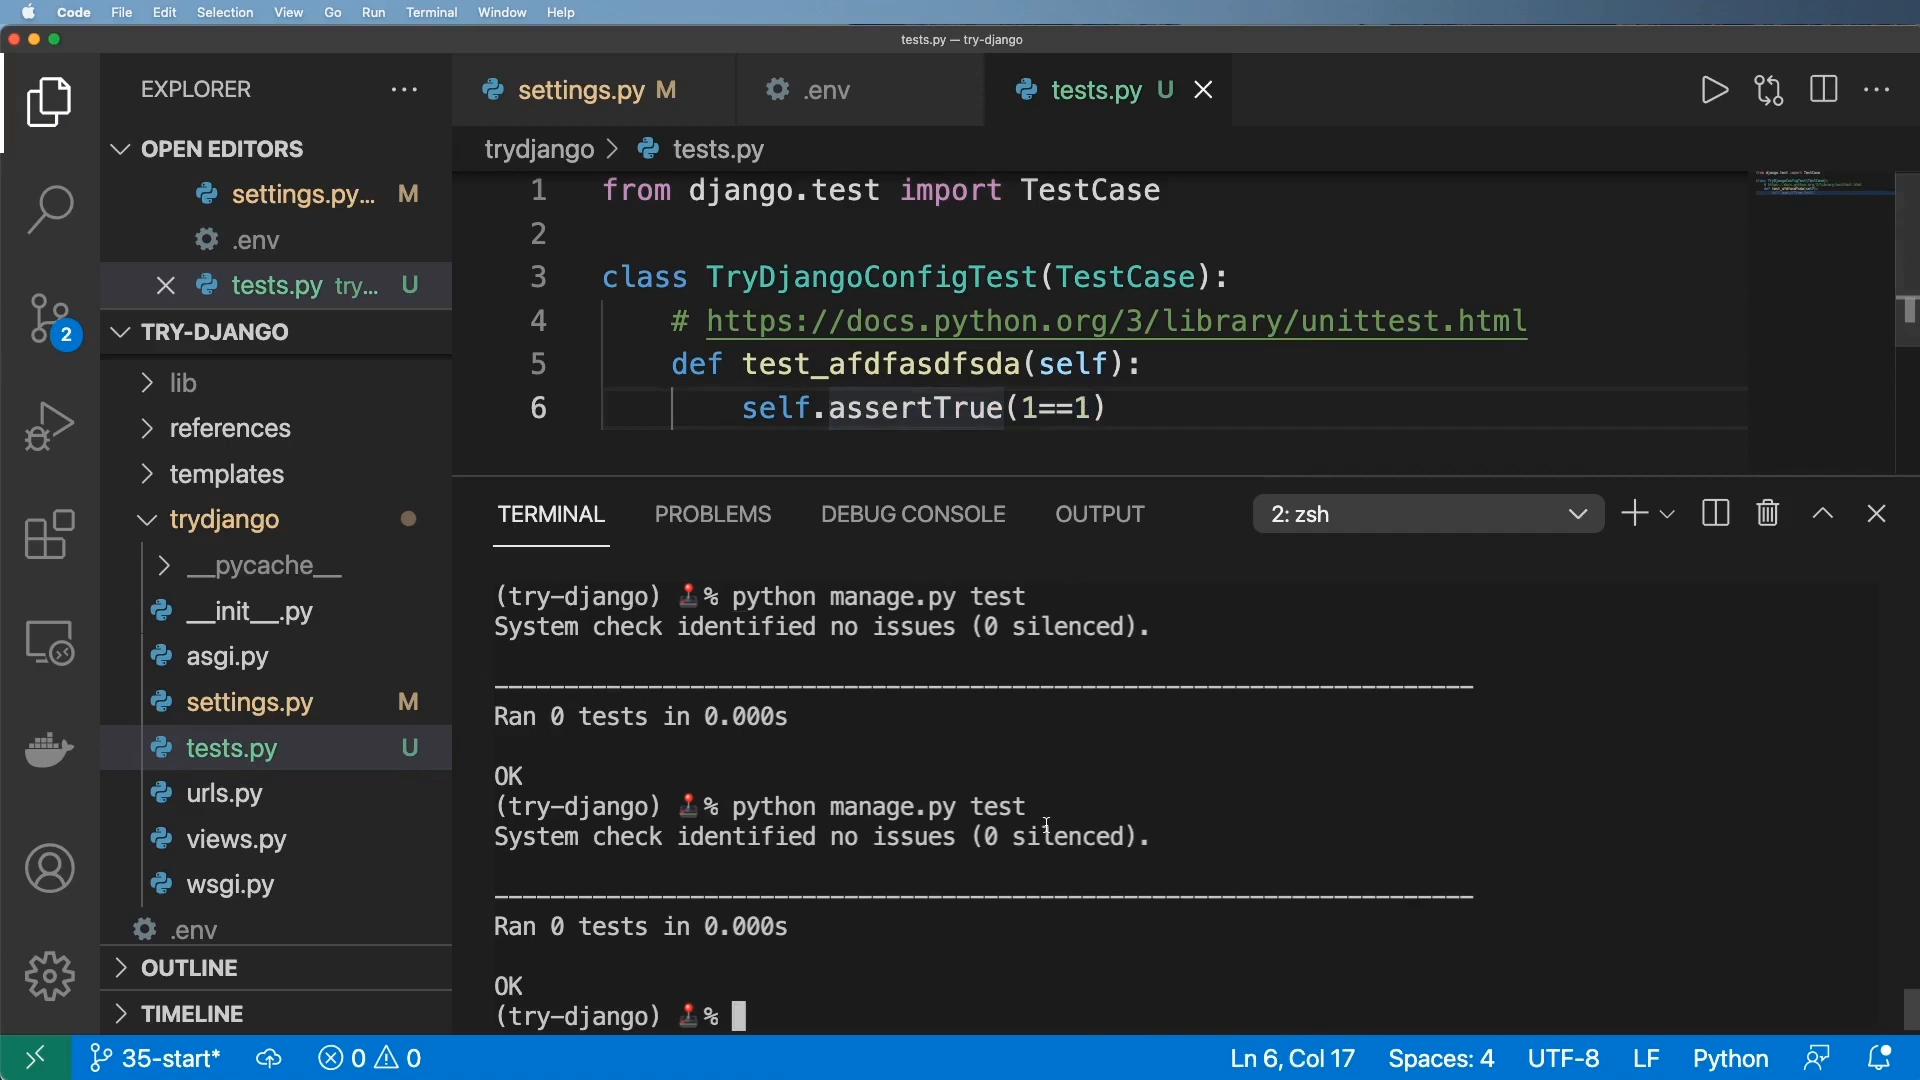 Code File Edit Selection View Go Run Terminal Window Help
tests.py — try-django
EXPLORER
OPEN EDITORS
settings.py... M
.env
tests.py try... U
TRY-DJANGO
lib
references
templates
trydjango
__pycache__
__init__.py
asgi.py
settings.py M
tests.py U
urls.py
views.py
wsgi.py
.env
OUTLINE
TIMELINE
settings.py M .env tests.py U
trydjango > tests.py
1 from django.test import TestCase
2
3 class TryDjangoConfigTest(TestCase):
4 # https://docs.python.org/3/library/unittest.html
5 def test_afdfasdfsda(self):
6 self.assertTrue(1==1)
TERMINAL PROBLEMS DEBUG CONSOLE OUTPUT 2: zsh
(try-django) 🕹% python manage.py test
System check identified no issues (0 silenced).
----------------------------------------------------------------------
Ran 0 tests in 0.000s
OK
(try-django) 🕹% python manage.py test
System check identified no issues (0 silenced).
----------------------------------------------------------------------
Ran 0 tests in 0.000s
OK
(try-django) 🕹%
2
35-start* 0 0 Ln 6, Col 17 Spaces: 4 UTF-8 LF Python